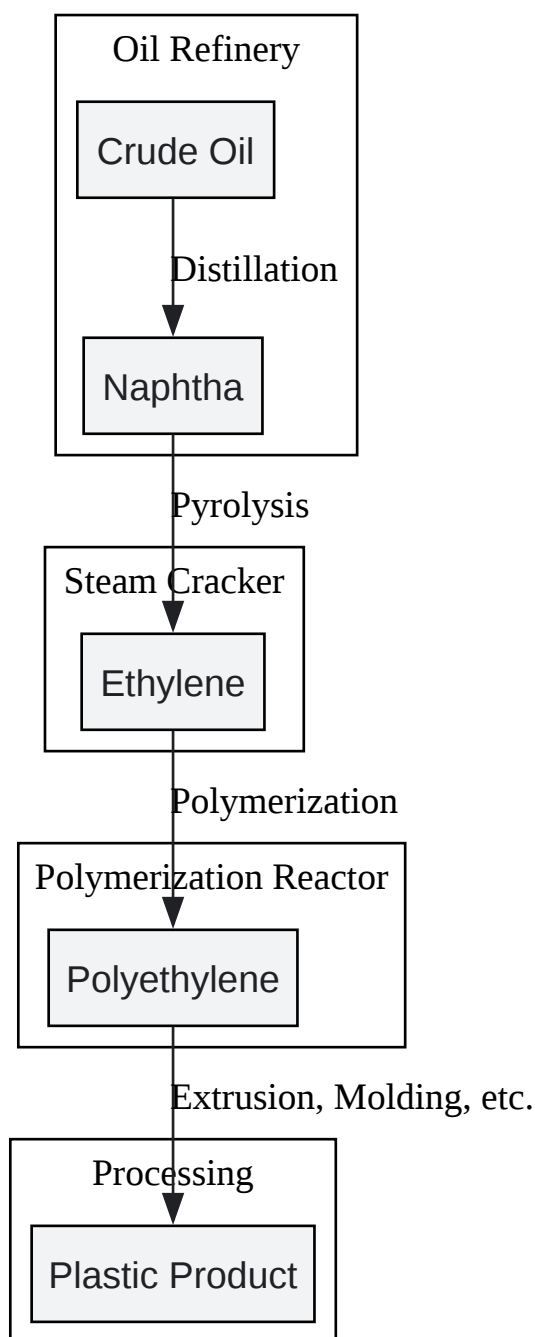 Oil Refinery
Crude Oil
Distillation
Naphtha
Pyrolysis
Steam Cracker
Ethylene
Polymerization
Polymerization Reactor
Polyethylene
Extrusion, Molding, etc.
Processing
Plastic Product